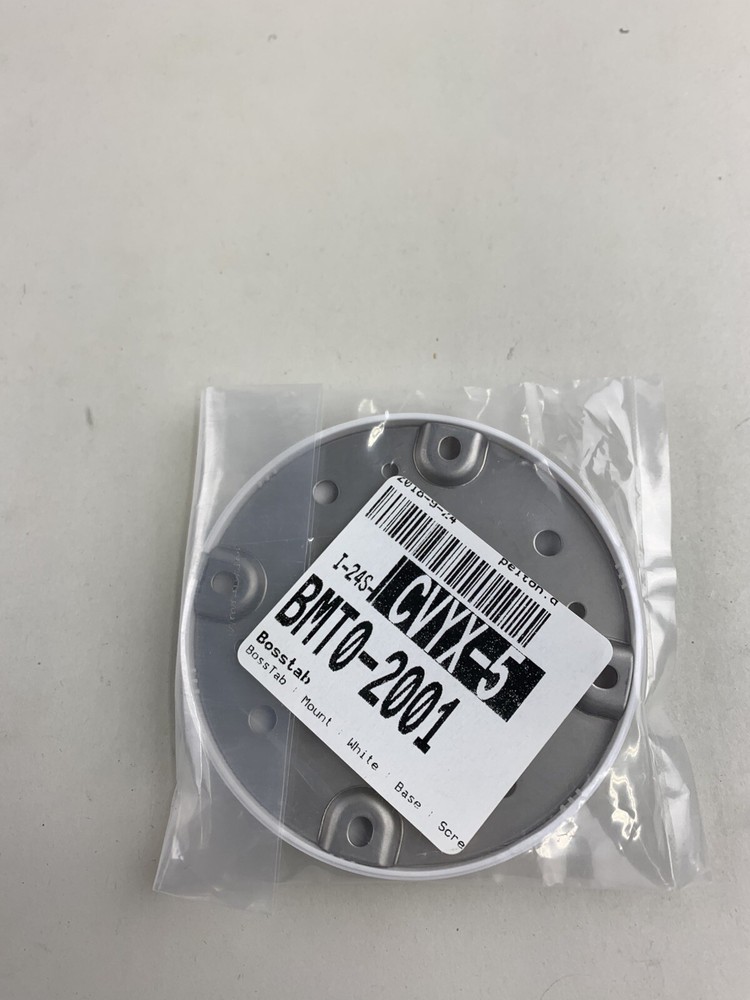 2018-9-24
pelton.a
I-24S-CVYX-5
BMT0-2001
Bosstab
BossTab : Mount : White : Base : Scre